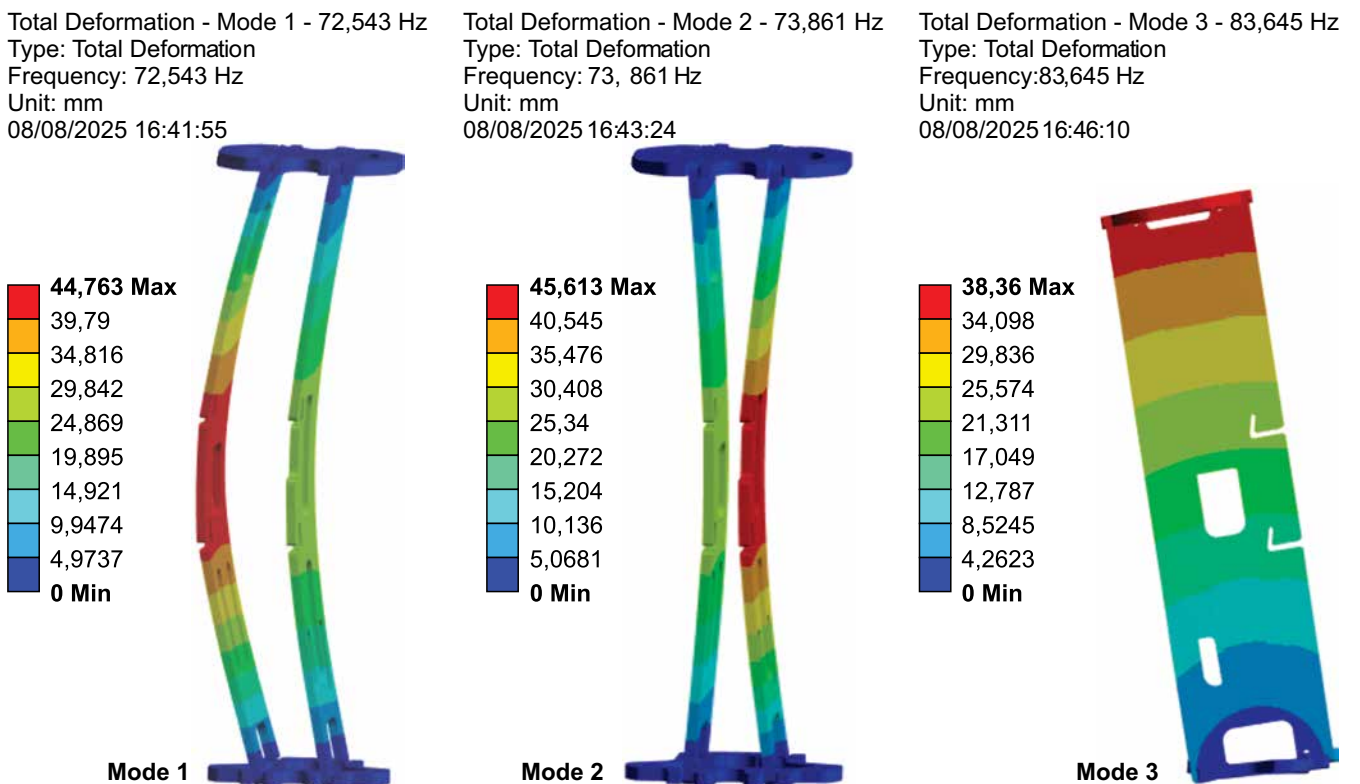 Total Deformation - Mode 1 - 72,543 Hz
Type: Total Deformation
Frequency: 72,543 Hz
Unit: mm
08/08/2025 16:41:55
44,763 Max
39,79
34,816
29,842
24,869
19,895
14,921
9,9474
4,9737
0 Min
Mode 1
Total Deformation - Mode 2 - 73,861 Hz
Type: Total Deformation
Frequency: 73, 861 Hz
Unit: mm
08/08/2025 16:43:24
45,613 Max
40,545
35,476
30,408
25,34
20,272
15,204
10,136
5,0681
0 Min
Mode 2
Total Deformation - Mode 3 - 83,645 Hz
Type: Total Deformation
Frequency:83,645 Hz
Unit: mm
08/08/2025 16:46:10
38,36 Max
34,098
29,836
25,574
21,311
17,049
12,787
8,5245
4,2623
0 Min
Mode 3